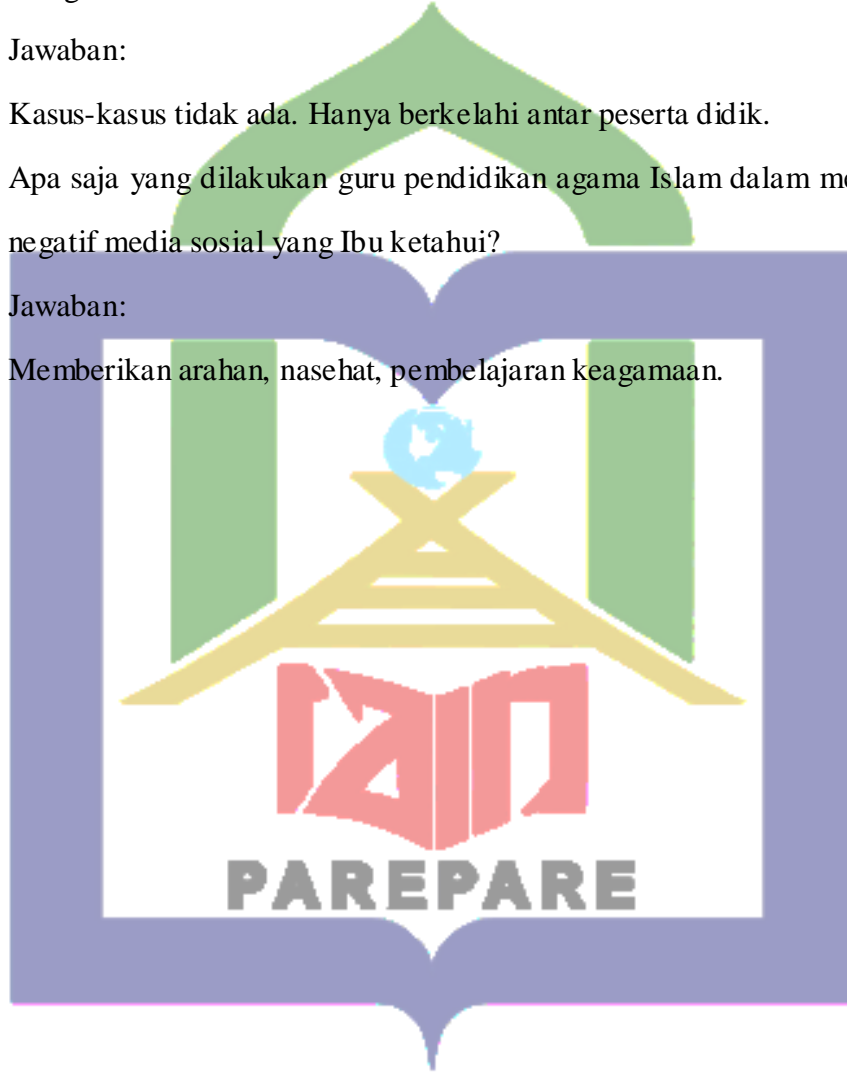 Jawaban:
Kasus-kasus tidak ada. Hanya berkelahi antar peserta didik.
Apa saja yang dilakukan guru pendidikan agama Islam dalam
negatif media sosial yang Ibu ketahui?
Jawaban:
Memberikan arahan, nasehat, pembelajaran keagamaan.
IAIN
PAREPARE